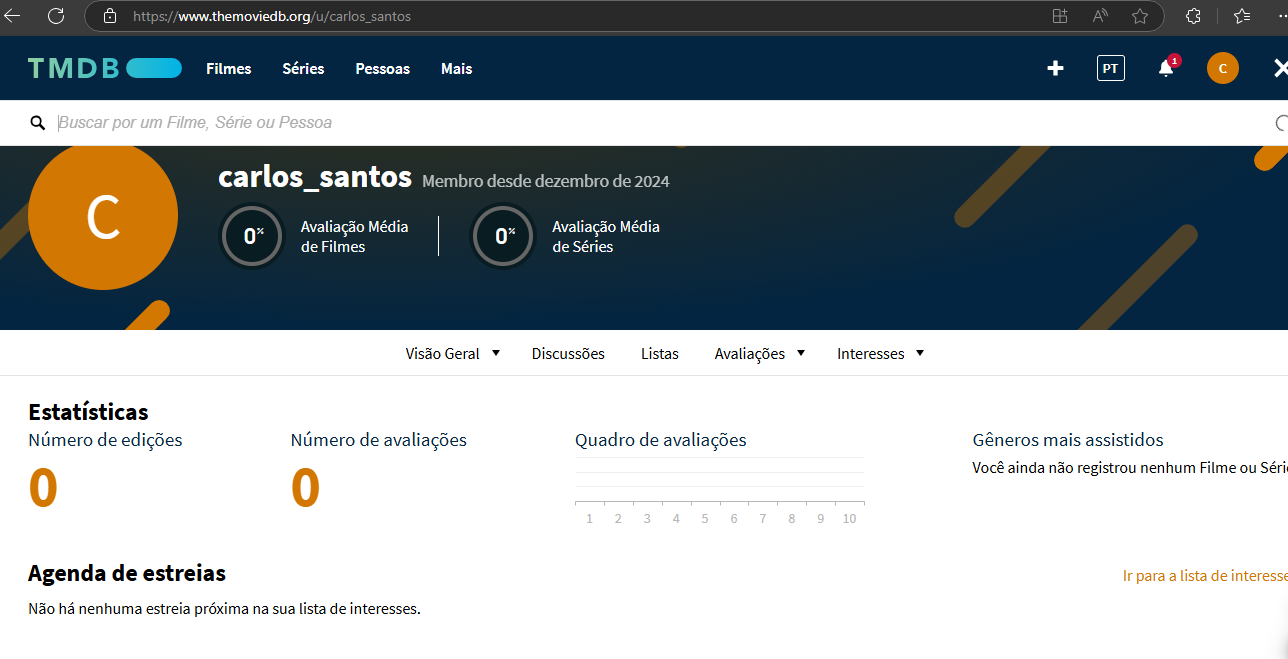 https://www.themoviedb.org/u/carlos_santos
TMDB Filmes Séries Pessoas Mais PT 1 C
Buscar por um Filme, Série ou Pessoa
C
carlos_santos Membro desde dezembro de 2024
0% Avaliação Média de Filmes
0% Avaliação Média de Séries
Visão Geral Discussões Listas Avaliações Interesses
Estatísticas
Número de edições
0
Número de avaliações
0
Quadro de avaliações
1 2 3 4 5 6 7 8 9 10
Gêneros mais assistidos
Você ainda não registrou nenhum Filme ou Séri
Agenda de estreias
Ir para a lista de interesse
Não há nenhuma estreia próxima na sua lista de interesses.